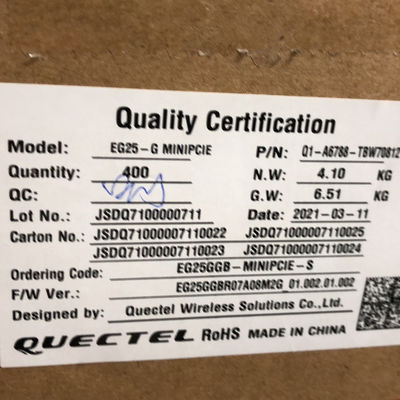 Quality Certification
Model: EG25-G MINIPCIE P/N: Q1-A6788-TBW70812
Quantity: 400 N.W. 4.10 KG
QC: G.W. 6.51 KG
Lot No.: JSDQ7100000711 Date: 2021-03-11
Carton No.: JSDQ71000007110022 JSDQ71000007110025
JSDQ71000007110023 JSDQ71000007110024
Ordering Code: EG25GGB-MINIPCIE-S
F/W Ver.: EG25GGBR07A08M2G_01.002.01.002
Designed by: Quectel Wireless Solutions Co.,Ltd.
QUECTEL RoHS MADE IN CHINA